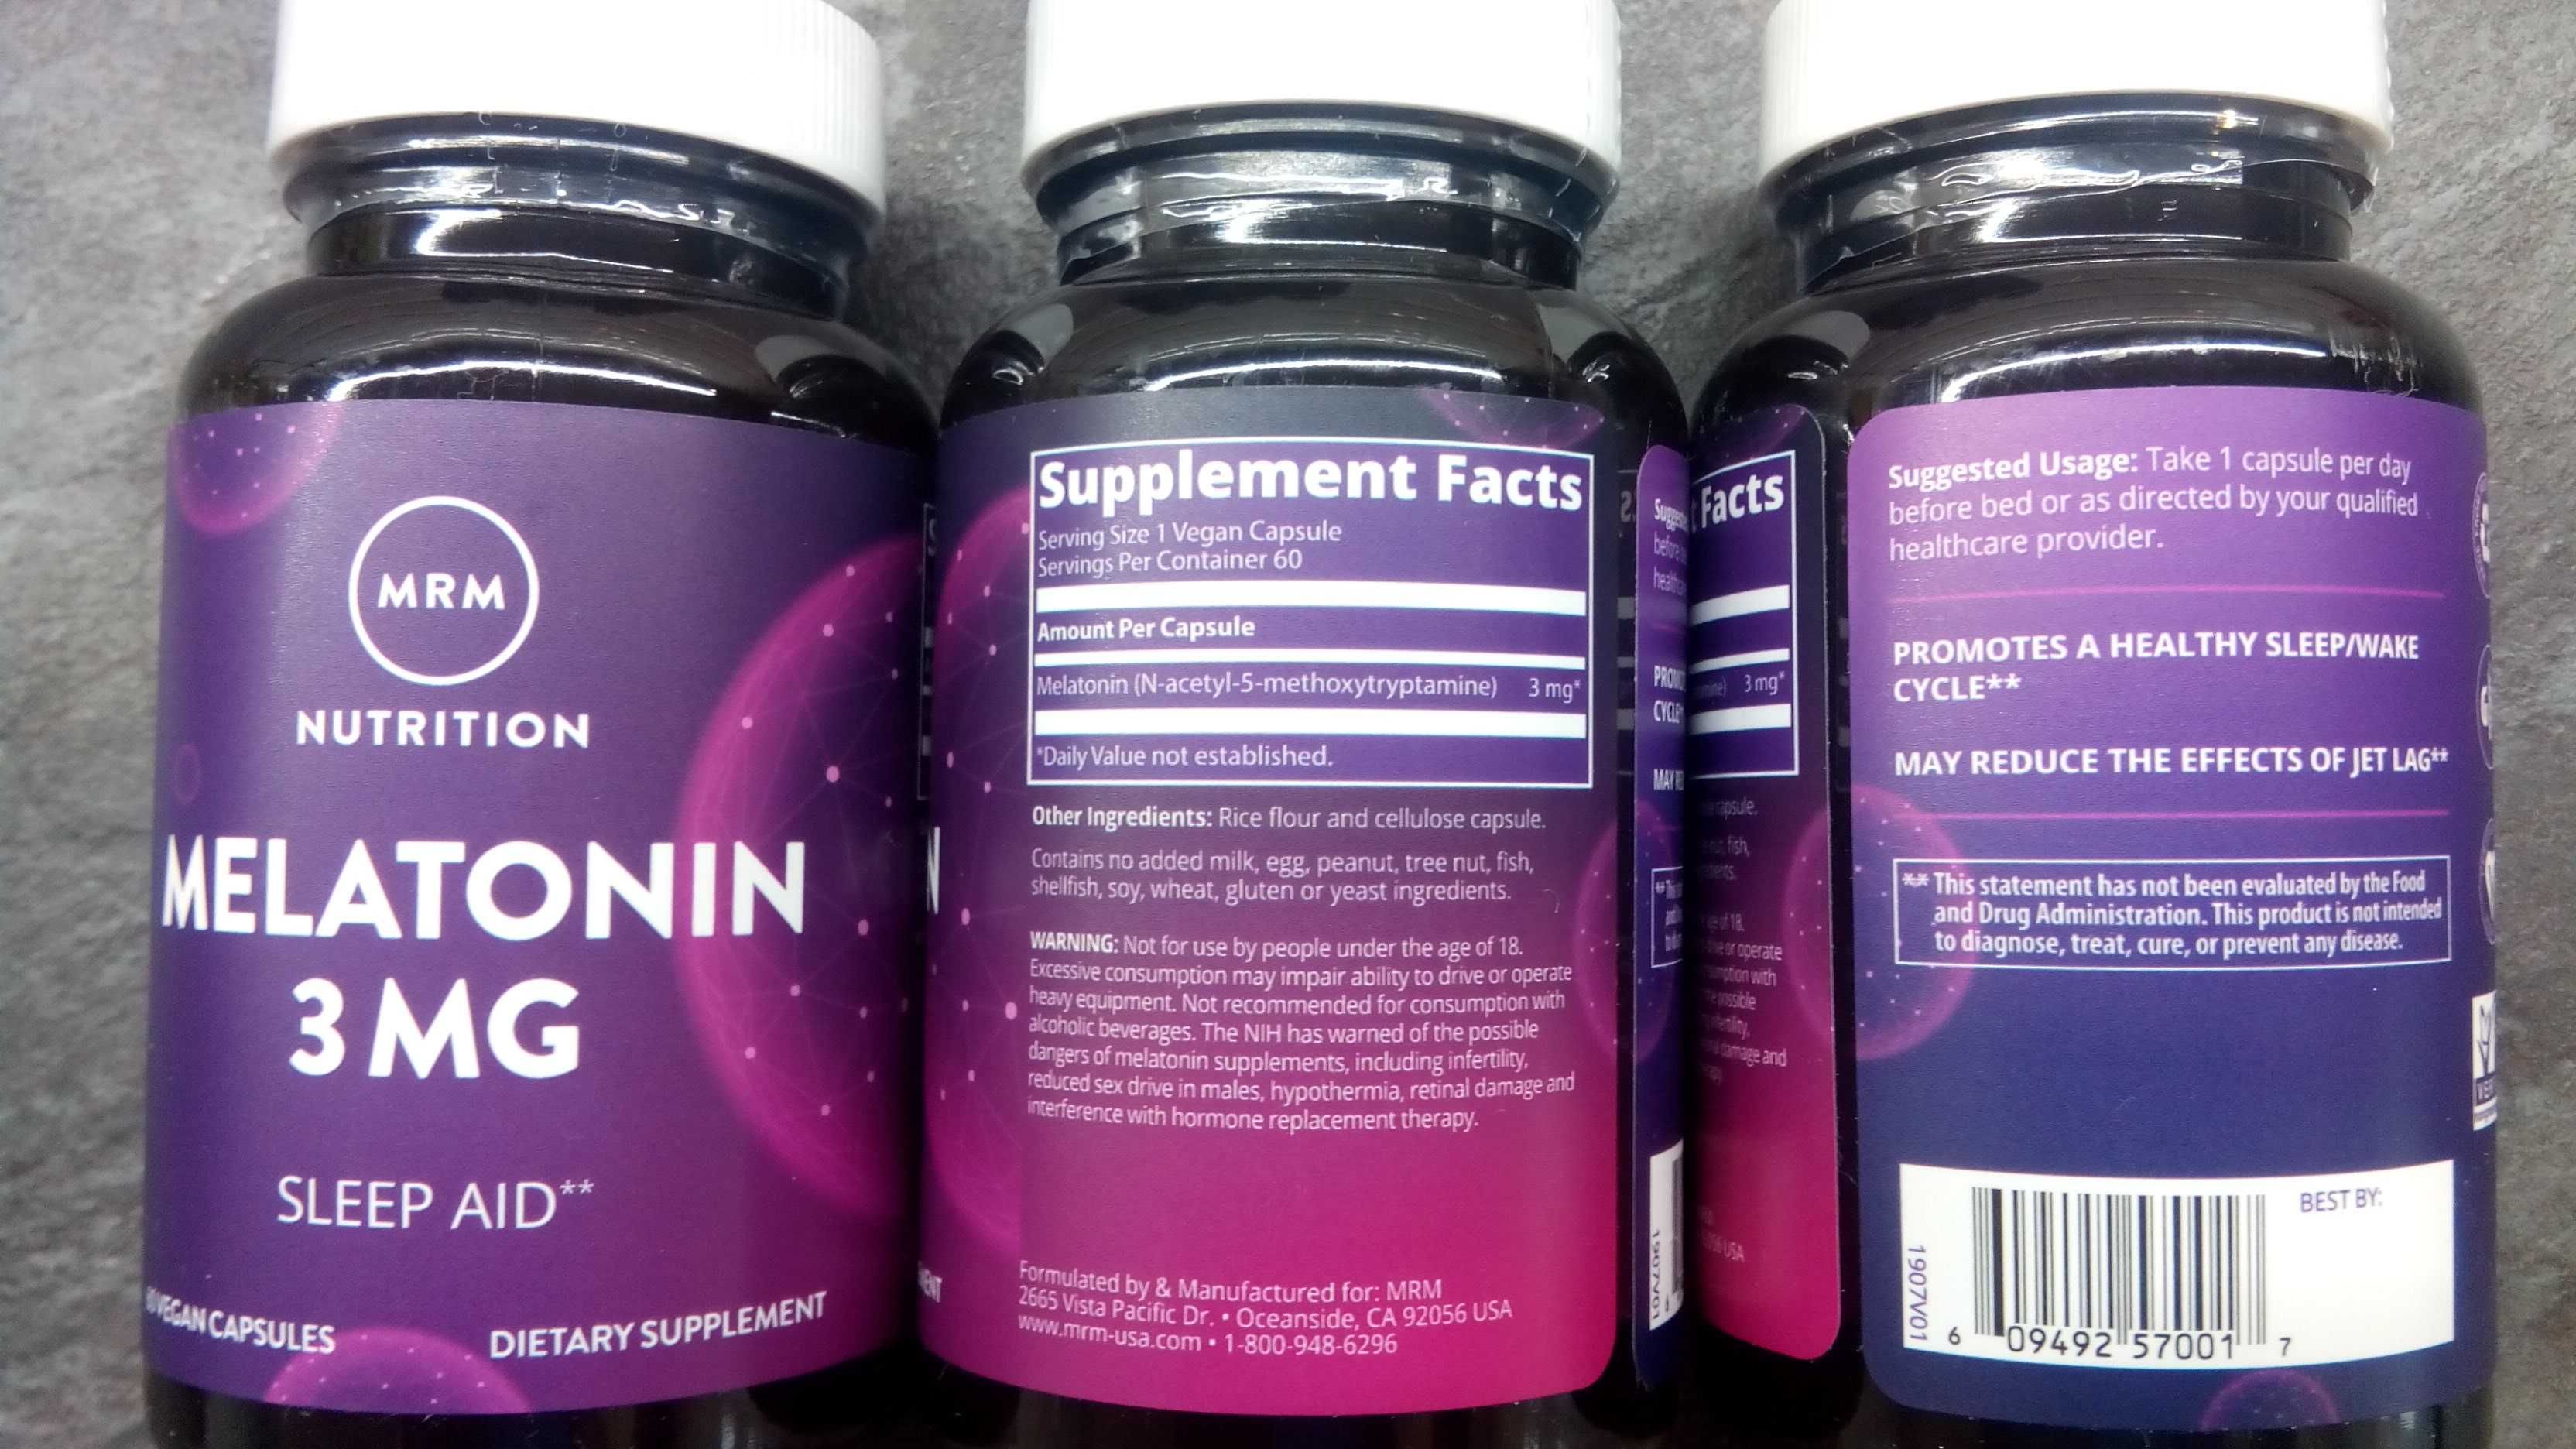 MRM
NUTRITION
MELATONIN
3 MG
SLEEP AID**
VEGAN CAPSULES
DIETARY SUPPLEMENT
Supplement Facts
Serving Size 1 Vegan Capsule
Servings Per Container 60
Amount Per Capsule
Melatonin (N-acetyl-5-methoxytryptamine) 3 mg*
*Daily Value not established.
Other Ingredients: Rice flour and cellulose capsule.
Contains no added milk, egg, peanut, tree nut, fish,
shellfish, soy, wheat, gluten or yeast ingredients.
WARNING: Not for use by people under the age of 18.
Excessive consumption may impair ability to drive or operate
heavy equipment. Not recommended for consumption with
alcoholic beverages. The NIH has warned of the possible
dangers of melatonin supplements, including infertility,
reduced sex drive in males, hypothermia, retinal damage and
interference with hormone replacement therapy.
Formulated by & Manufactured for: MRM
2665 Vista Pacific Dr. • Oceanside, CA 92056 USA
www.mrm-usa.com • 1-800-948-6296
Facts
3 mg*
Suggested Usage: Take 1 capsule per day
before bed or as directed by your qualified
healthcare provider.
PROMOTES A HEALTHY SLEEP/WAKE
CYCLE**
MAY REDUCE THE EFFECTS OF JET LAG**
** This statement has not been evaluated by the Food
and Drug Administration. This product is not intended
to diagnose, treat, cure, or prevent any disease.
BEST BY:
1907V01
6 09492 57001 7